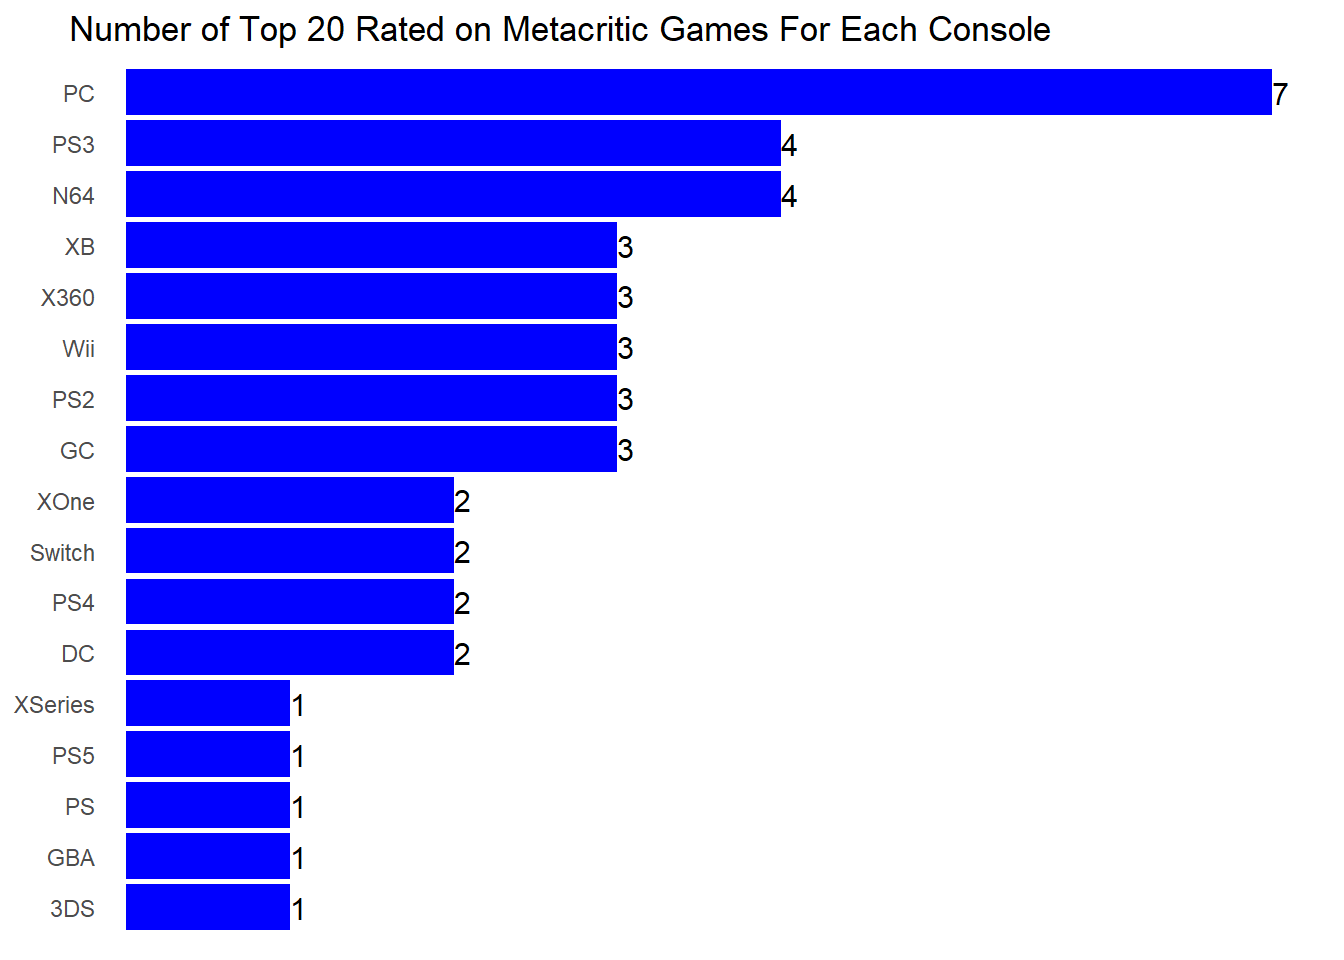 Number of Top 20 Rated on Metacritic Games For Each Console
PC 7
PS3 4
N64 4
XB 3
X360 3
Wii 3
PS2 3
GC 3
XOne 2
Switch 2
PS4 2
DC 2
XSeries 1
PS5 1
PS 1
GBA 1
3DS 1